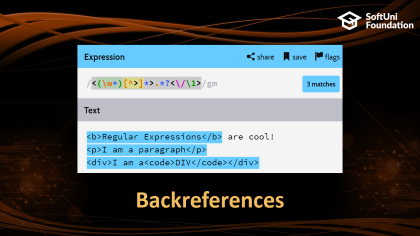 SoftUni
Foundation
Expression
share
save
flags
/<(\w+)[^>]*>.*?<\/\1>/gm
3 matches
Text
<b>Regular Expressions</b> are cool!
<p>I am a paragraph</p>
<div>I am a<code>DIV</code></div>
Backreferences